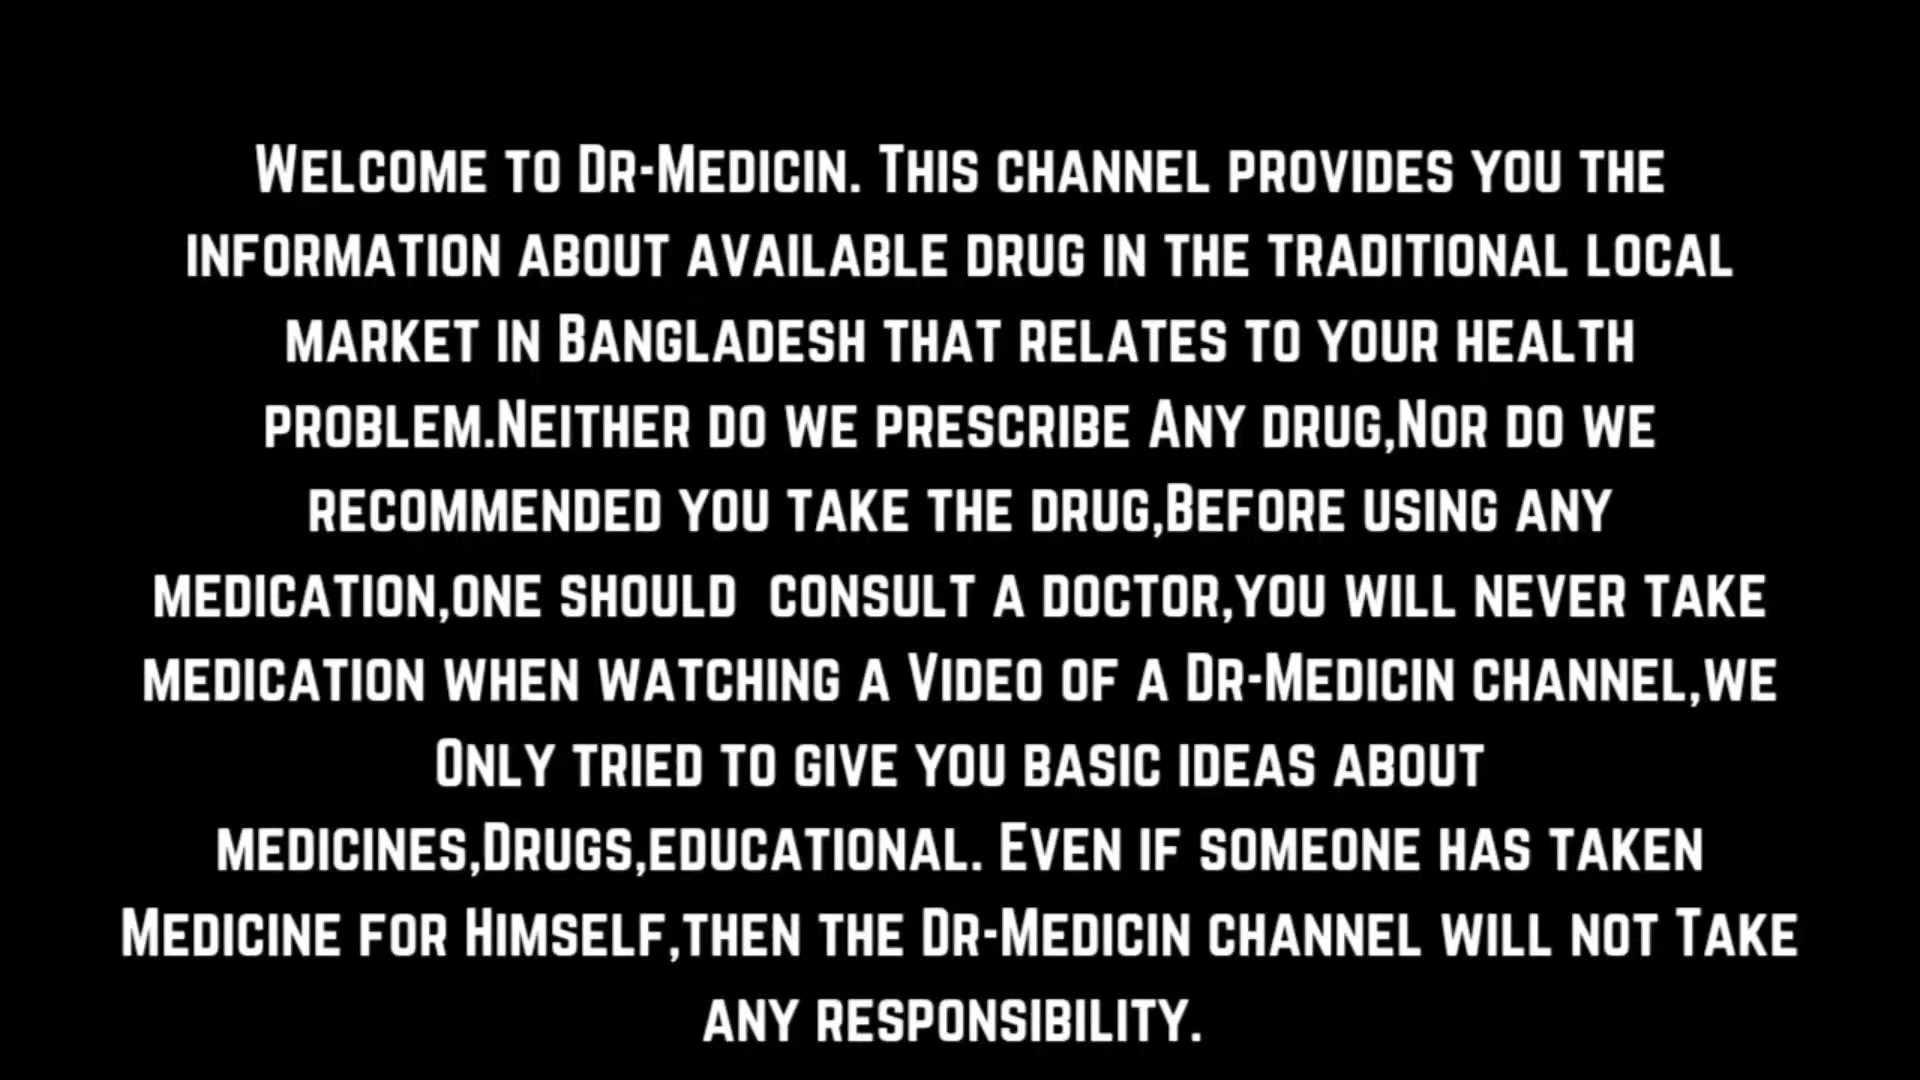 Welcome to Dr-Medicin. This channel provides you the
information about available drug in the traditional local
market in Bangladesh that relates to your health
problem.Neither do we prescribe Any drug,Nor do we
recommended you take the drug,Before using any
medication,one should  consult a doctor,you will never take
medication when watching a Video of a Dr-Medicin channel,we
Only tried to give you basic ideas about
medicines,Drugs,educational. Even if someone has taken
Medicine for Himself,then the Dr-Medicin channel will not Take
any responsibility.